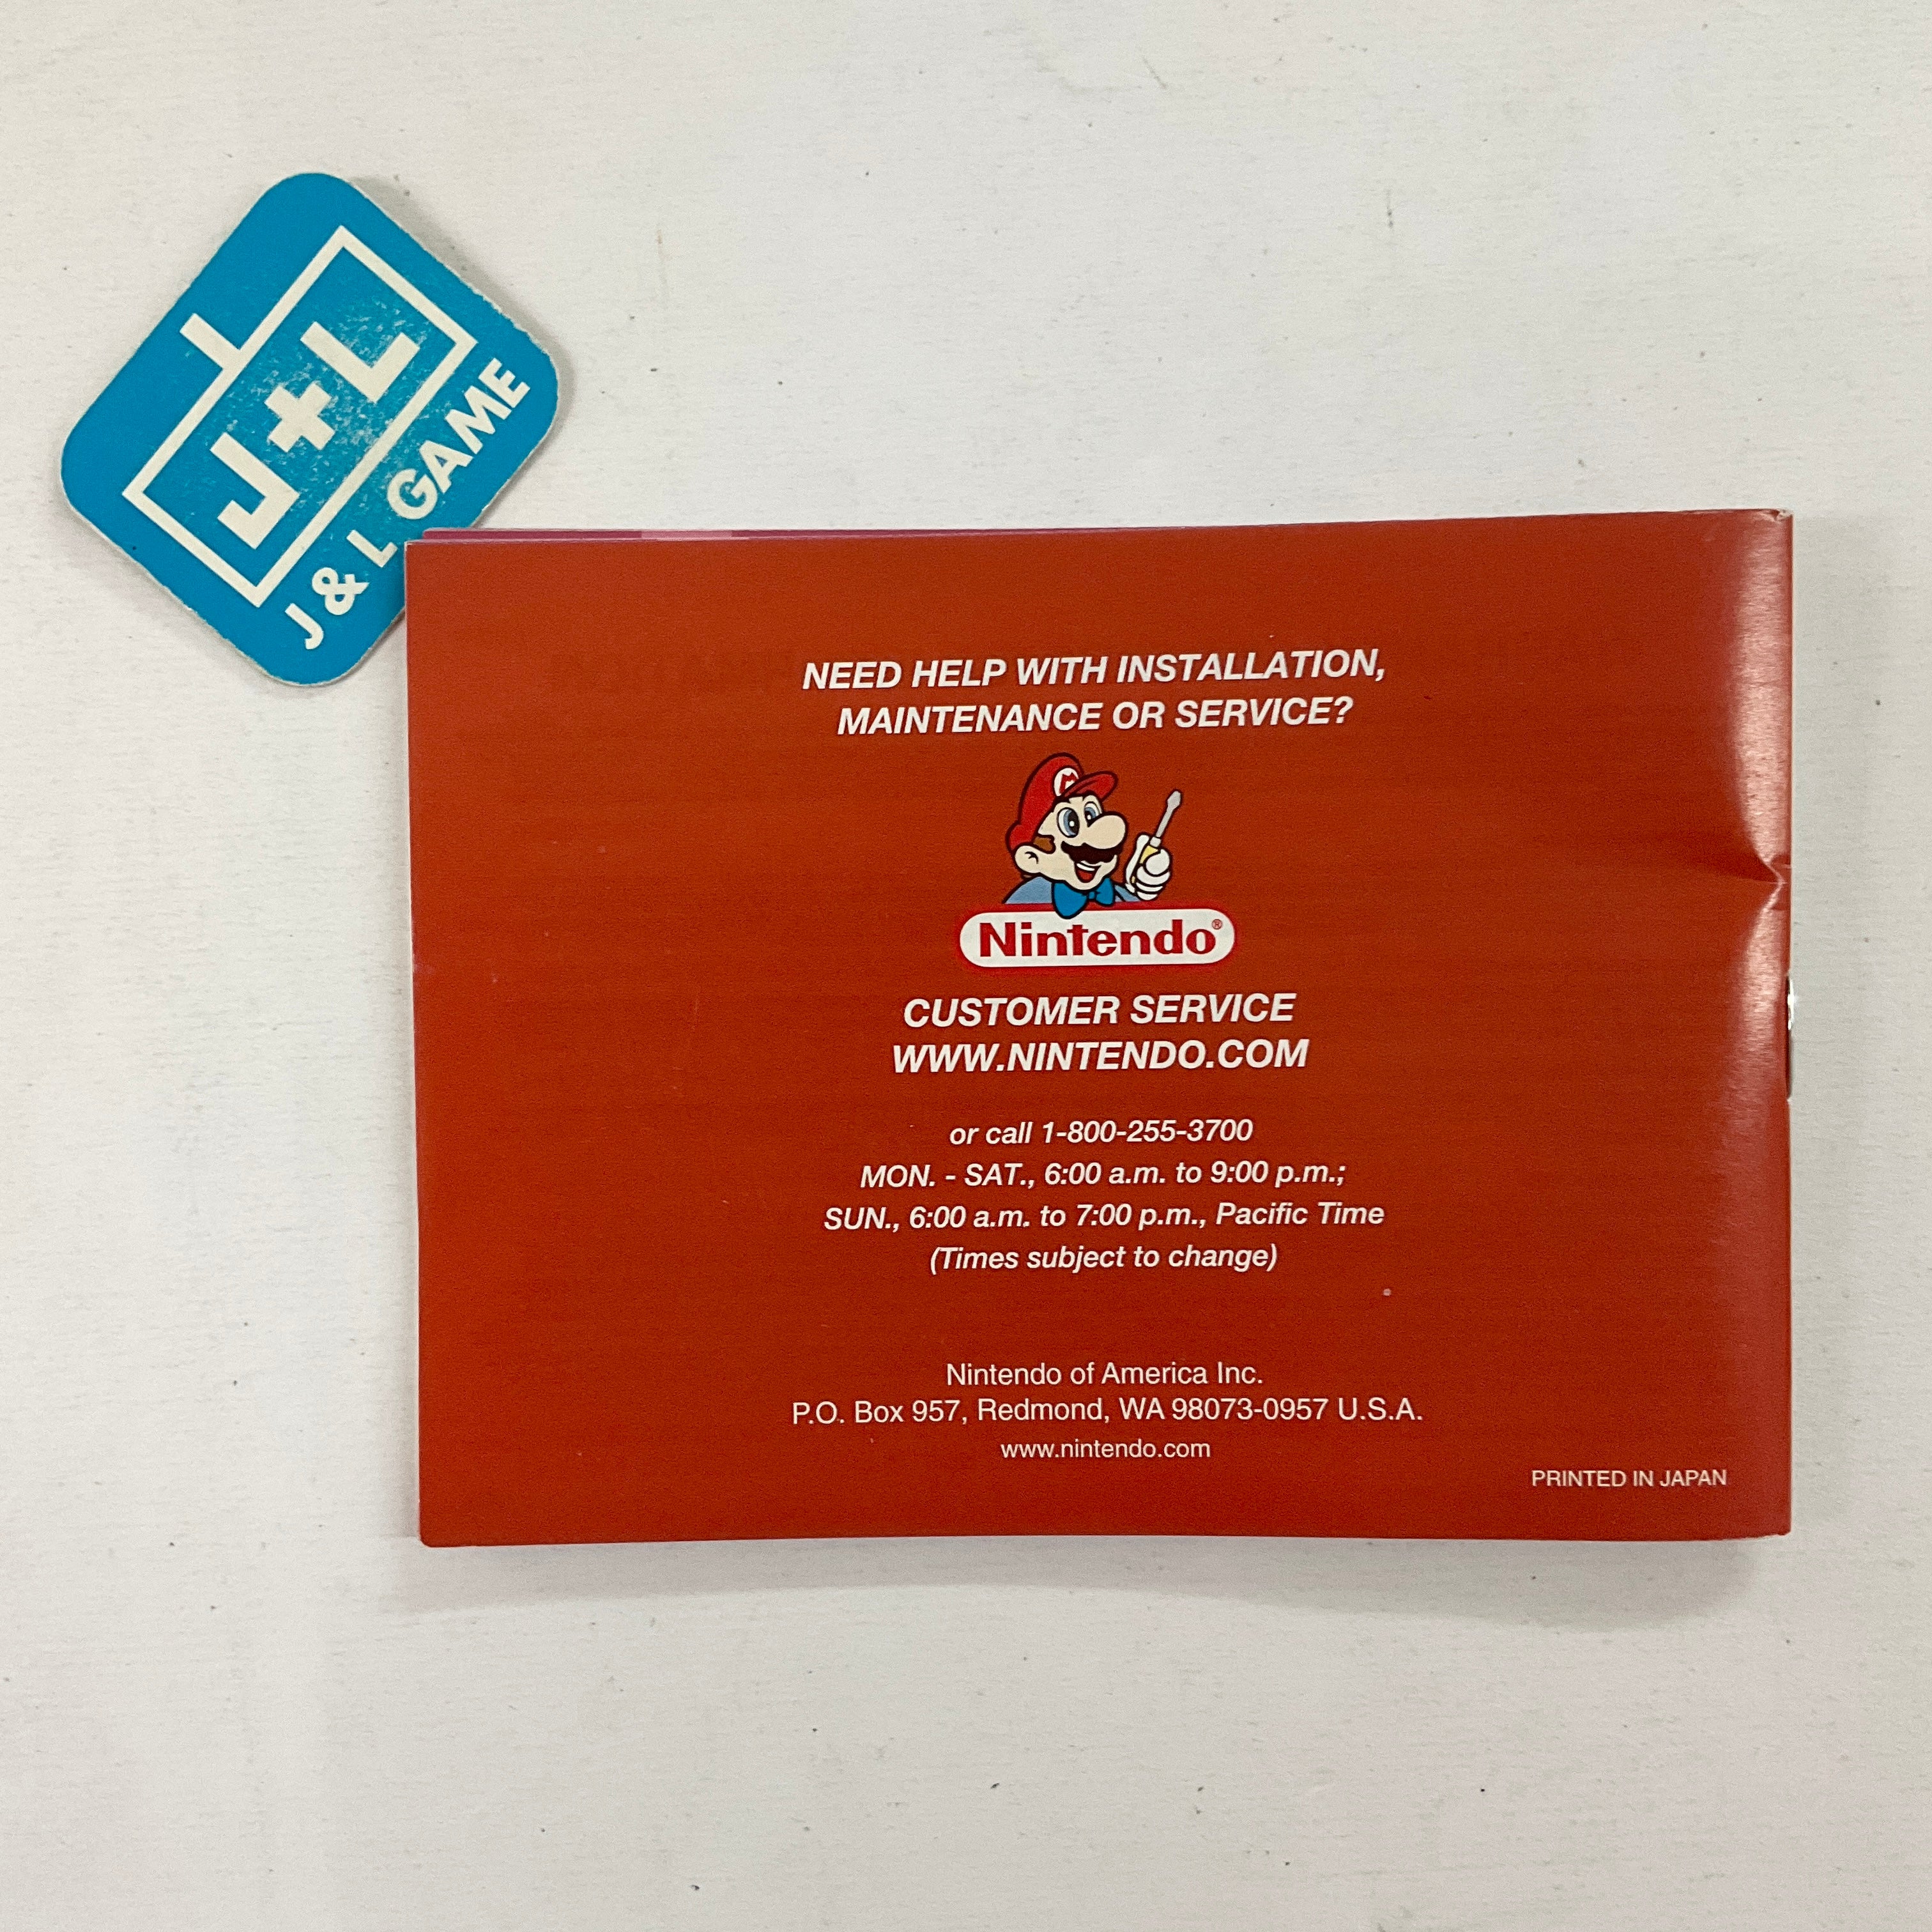 J+L
J & L GAME
NEED HELP WITH INSTALLATION,
MAINTENANCE OR SERVICE?
M
Nintendo®
CUSTOMER SERVICE
WWW.NINTENDO.COM
or call 1-800-255-3700
MON. - SAT., 6:00 a.m. to 9:00 p.m.;
SUN., 6:00 a.m. to 7:00 p.m., Pacific Time
(Times subject to change)
Nintendo of America Inc.
P.O. Box 957, Redmond, WA 98073-0957 U.S.A.
www.nintendo.com
PRINTED IN JAPAN